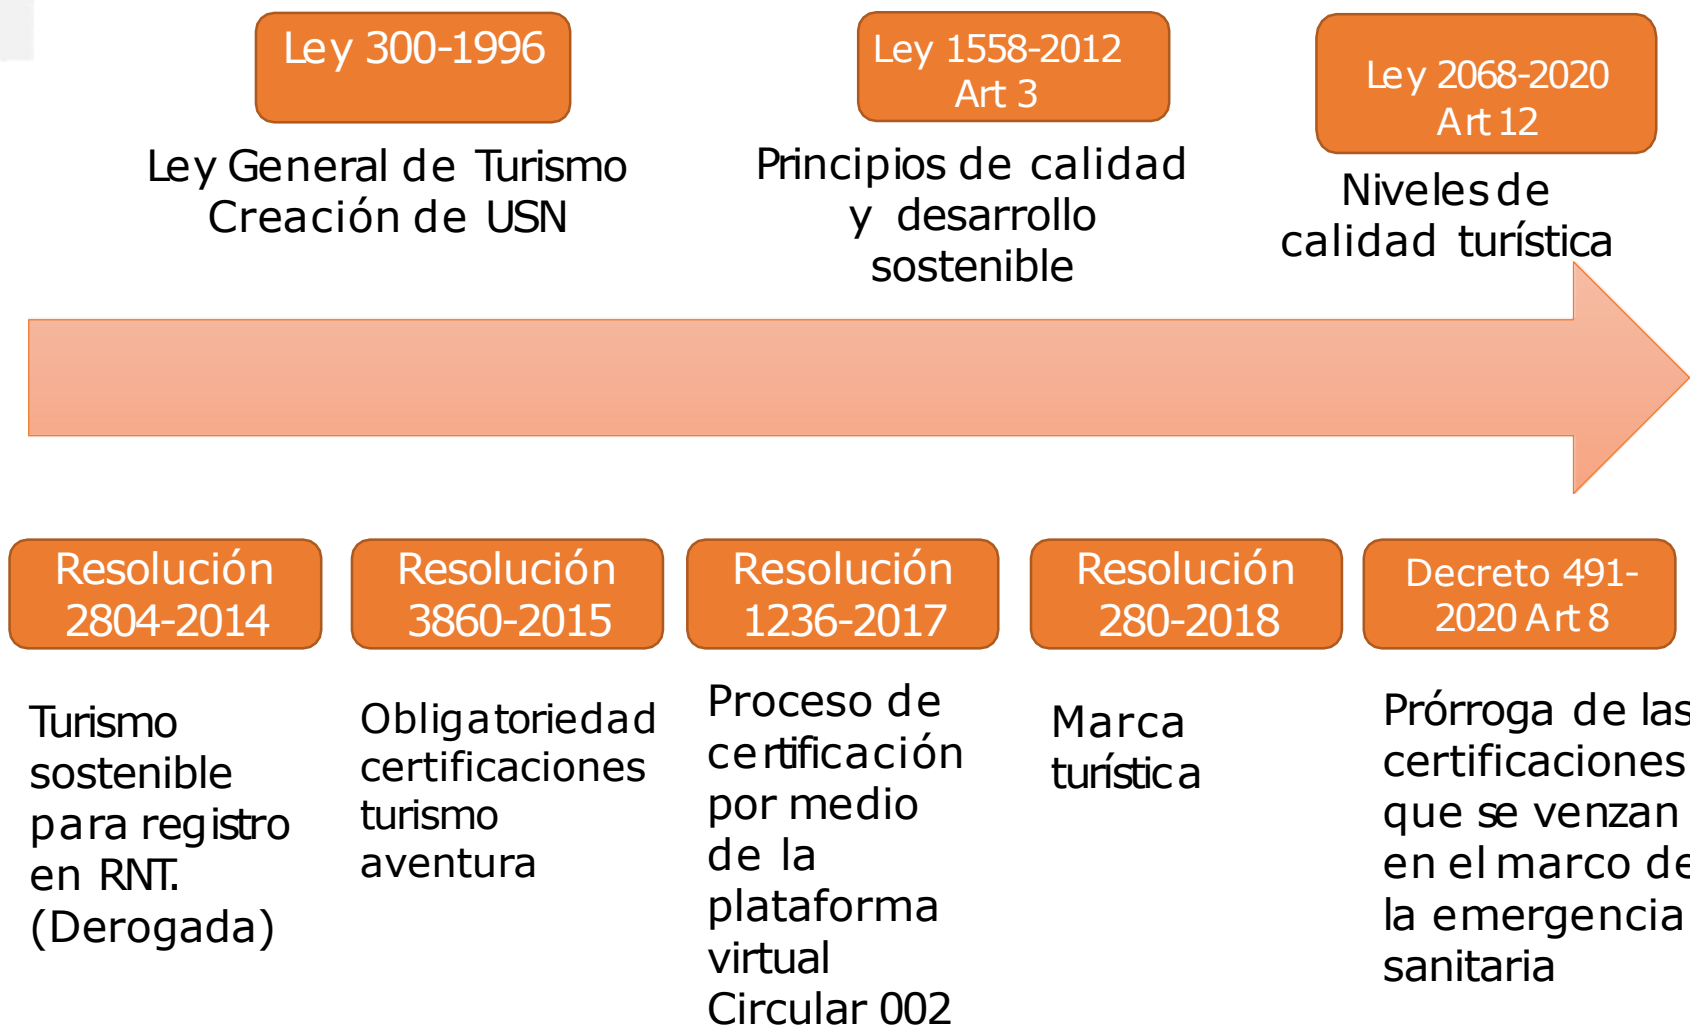 Ley 300-1996
Ley General de Turismo
Creación de USN
Ley 1558-2012
Art 3
Principios de calidad
y desarrollo
sostenible
Ley 2068-2020
Art 12
Niveles de
calidad turística
Resolución
2804-2014
Turismo
sostenible
para registro
en RNT.
(Derogada)
Resolución
3860-2015
Obligatoriedad
certificaciones
turismo
aventura
Resolución
1236-2017
Proceso de
certificación
por medio
de la
plataforma
virtual
Circular 002
Resolución
280-2018
Marca
turística
Decreto 491-
2020 Art 8
Prórroga de las
certificaciones
que se venzan
en el marco de
la emergencia
sanitaria